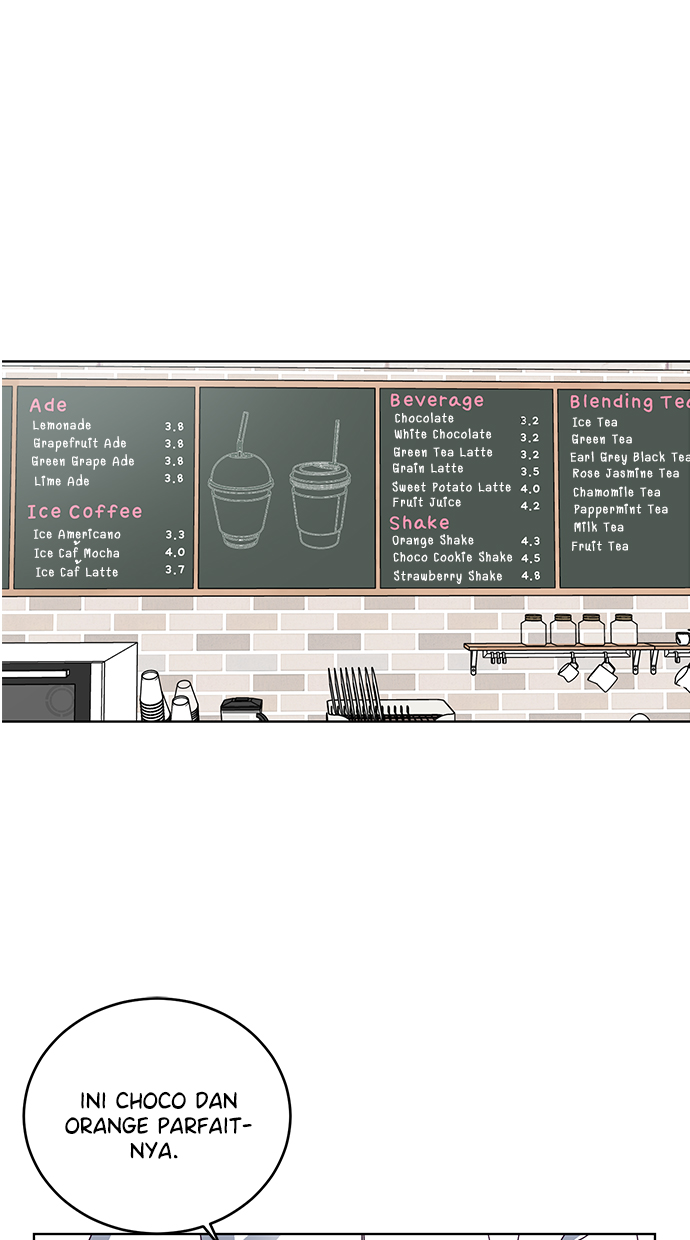 Ade
Lemonade 3.8
Grapefruit Ade 3.8
Green Grape Ade 3.8
Lime Ade 3.8
Ice Coffee
Ice Americano 3.3
Ice Caf́ Mocha 4.0
Ice Caf́ Latte 3.7
Beverage
Chocolate 3.2
White Chocolate 3.2
Green Tea Latte 3.2
Grain Latte 3.5
Sweet Potato Latte 4.0
Fruit Juice 4.2
Shake
Orange Shake 4.3
Choco Cookie Shake 4.5
Strawberry Shake 4.8
Blending Tea
Ice Tea
Green Tea
Earl Grey Black Tea
Rose Jasmine Tea
Chamomile Tea
Pappermint Tea
Milk Tea
Fruit Tea
INI CHOCO DAN
ORANGE PARFAIT-
NYA.